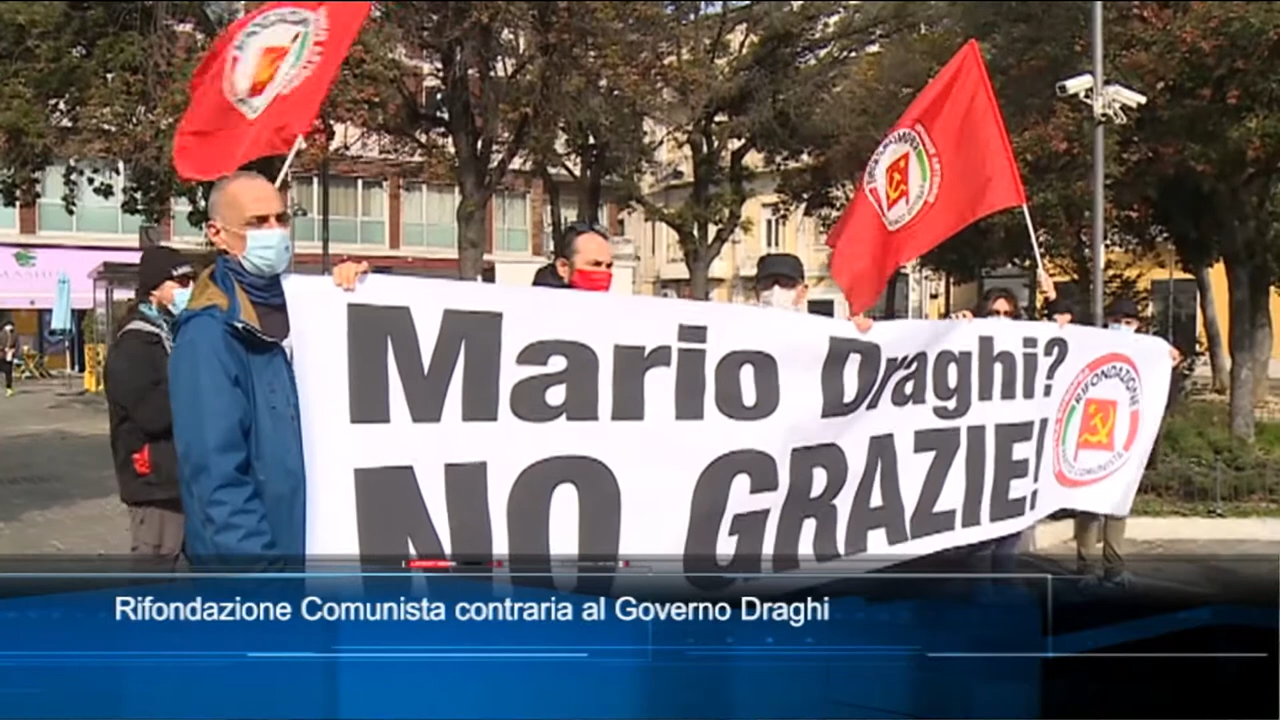 Mario Draghi?
NO GRAZIE!
RIFONDAZIONE
COMUNISTA
Rifondazione Comunista contraria al Governo Draghi